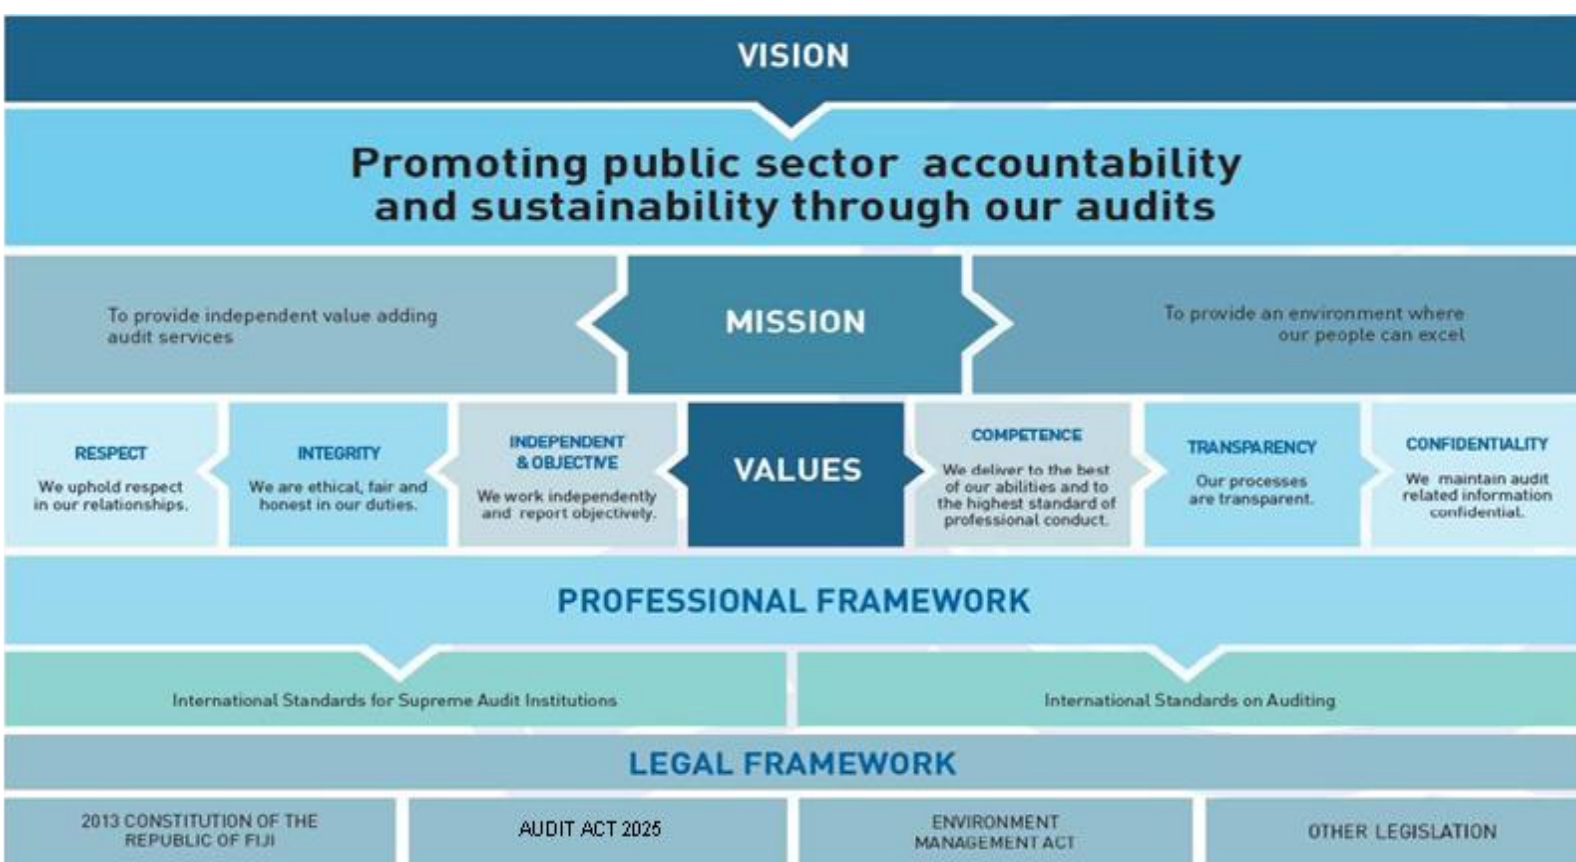 VISION
Promoting public sector accountability
and sustainability through our audits
To provide independent value adding
audit services
MISSION
To provide an environment where
our people can excel
RESPECT
We uphold respect
in our relationships.
INTEGRITY
We are ethical, fair and
honest in our duties.
INDEPENDENT
& OBJECTIVE
We work independently
and report objectively.
VALUES
COMPETENCE
We deliver to the best
of our abilities and to
the highest standard of
professional conduct.
TRANSPARENCY
Our processes
are transparent.
CONFIDENTIALITY
We maintain audit
related information
confidential.
PROFESSIONAL FRAMEWORK
International Standards for Supreme Audit Institutions
International Standards on Auditing
LEGAL FRAMEWORK
2013 CONSTITUTION OF THE
REPUBLIC OF FIJI
AUDIT ACT 2025
ENVIRONMENT
MANAGEMENT ACT
OTHER LEGISLATION